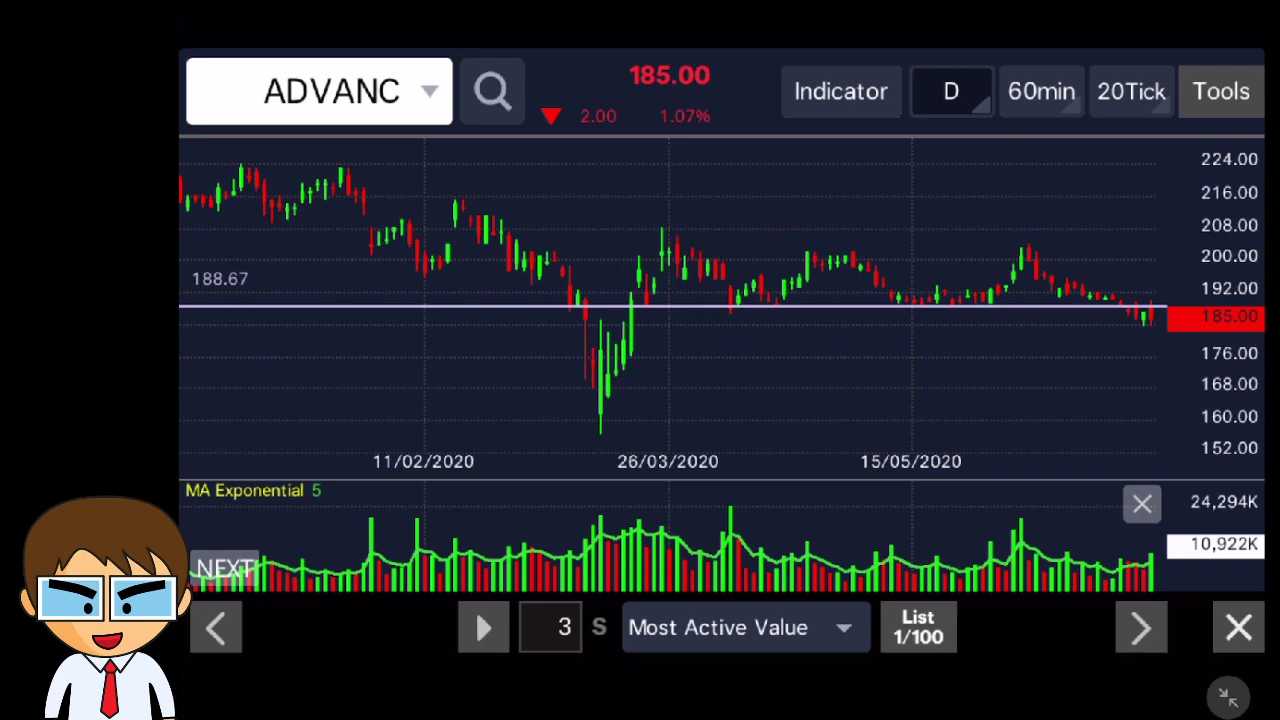 ADVANC
185.00
2.00 1.07%
Indicator D 60min 20Tick Tools
224.00
216.00
208.00
200.00
188.67
192.00
185.00
176.00
168.00
160.00
152.00
11/02/2020 26/03/2020 15/05/2020
MA Exponential 5
24,294K
10,922K
NEXT
3 S Most Active Value List
1/100